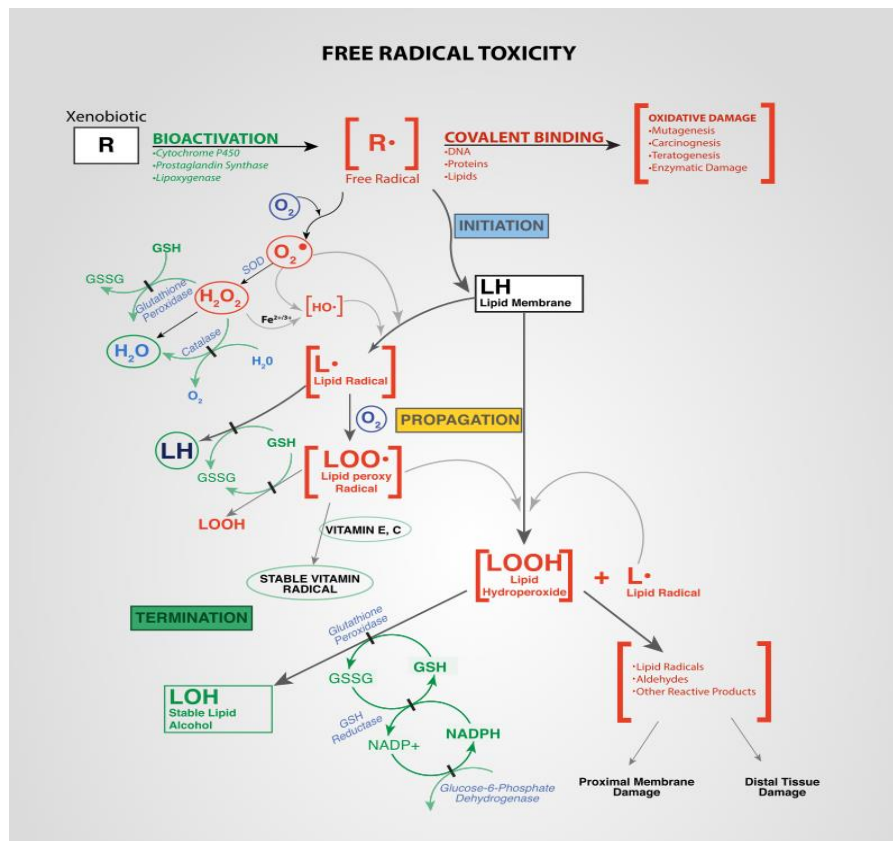 FREE RADICAL TOXICITY
Xenobiotic
R
BIOACTIVATION
•Cytochrome P450
•Prostaglandin Synthase
•Lipoxygenase
[R•]
Free Radical
COVALENT BINDING
•DNA
•Proteins
•Lipids
OXIDATIVE DAMAGE
•Mutagenesis
•Carcinognesis
•Teratogenesis
•Enzymatic Damage
O₂
INITIATION
O₂•
SOD
GSH
GSSG
Glutathione
Peroxidase
H₂O₂
[HO•]
Fe²⁺/³⁺
LH
Lipid Membrane
H₂O
Catalase
H₂0
O₂
L•
Lipid Radical
O₂
PROPAGATION
LH
GSH
GSSG
LOO•
Lipid peroxy
Radical
LOOH
VITAMIN E, C
STABLE VITAMIN
RADICAL
LOOH
Lipid
Hydroperoxide
+
L•
Lipid Radical
TERMINATION
Glutathione
Peroxidase
GSH
GSSG
LOH
Stable Lipid
Alcohol
GSH
Reductase
NADP+
NADPH
Glucose-6-Phosphate
Dehydrogenase
•Lipid Radicals
•Aldehydes
•Other Reactive Products
Proximal Membrane
Damage
Distal Tissue
Damage